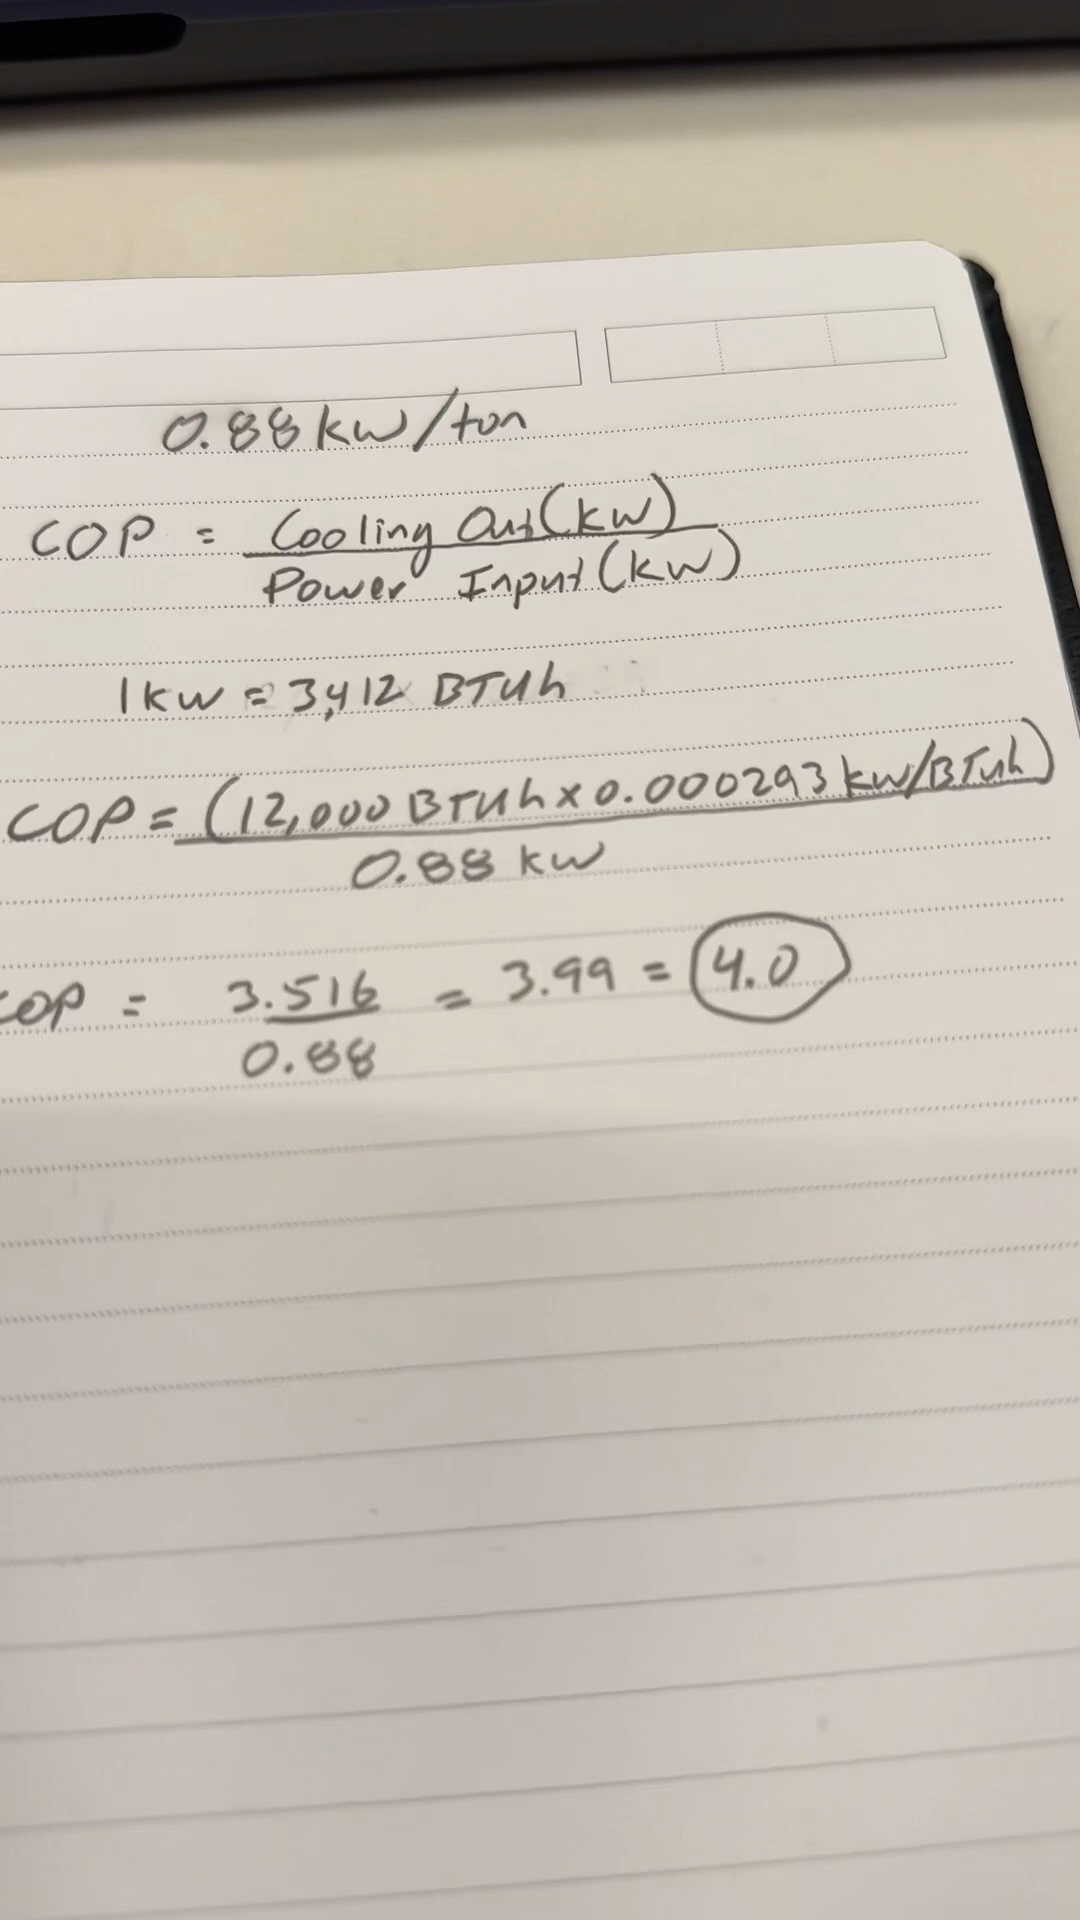 0.88 kW/ton
COP = Cooling Out (kW)
Power Input (kW)
1kW = 3,412 BTUh
COP = (12,000 BTUh x 0.000293 kW/BTuh)
0.88 kW
COP = 3.516 = 3.99 = 4.0
0.88